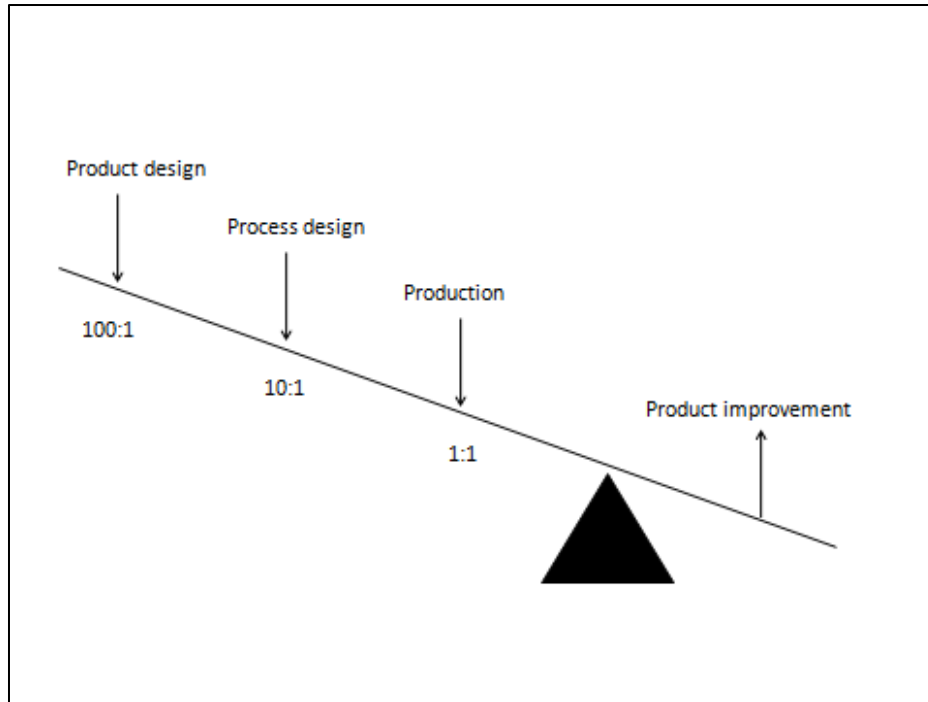 Product design
Process design
Production
100:1
10:1
Product improvement
1:1